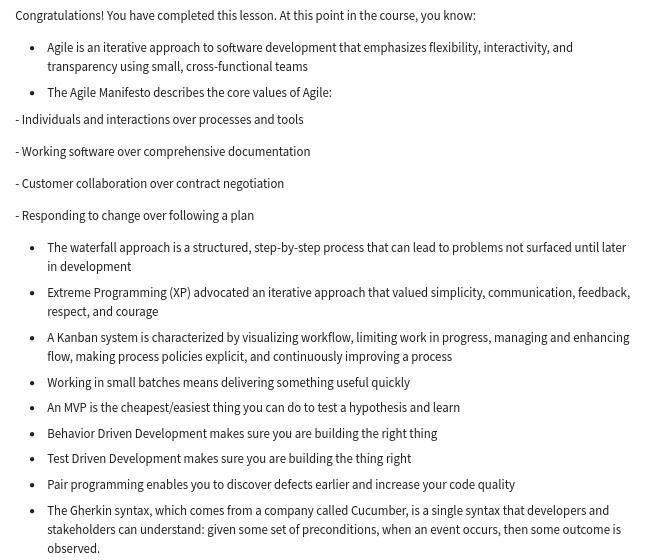 Congratulations! You have completed this lesson. At this point in the course, you know:
• Agile is an iterative approach to software development that emphasizes flexibility, interactivity, and
transparency using small, cross-functional teams
• The Agile Manifesto describes the core values of Agile:
- Individuals and interactions over processes and tools
- Working software over comprehensive documentation
- Customer collaboration over contract negotiation
- Responding to change over following a plan
• The waterfall approach is a structured, step-by-step process that can lead to problems not surfaced until later
in development
• Extreme Programming (XP) advocated an iterative approach that valued simplicity, communication, feedback,
respect, and courage
• A Kanban system is characterized by visualizing workflow, limiting work in progress, managing and enhancing
flow, making process policies explicit, and continuously improving a process
• Working in small batches means delivering something useful quickly
• An MVP is the cheapest/easiest thing you can do to test a hypothesis and learn
• Behavior Driven Development makes sure you are building the right thing
• Test Driven Development makes sure you are building the thing right
• Pair programming enables you to discover defects earlier and increase your code quality
• The Gherkin syntax, which comes from a company called Cucumber, is a single syntax that developers and
stakeholders can understand: given some set of preconditions, when an event occurs, then some outcome is
observed.